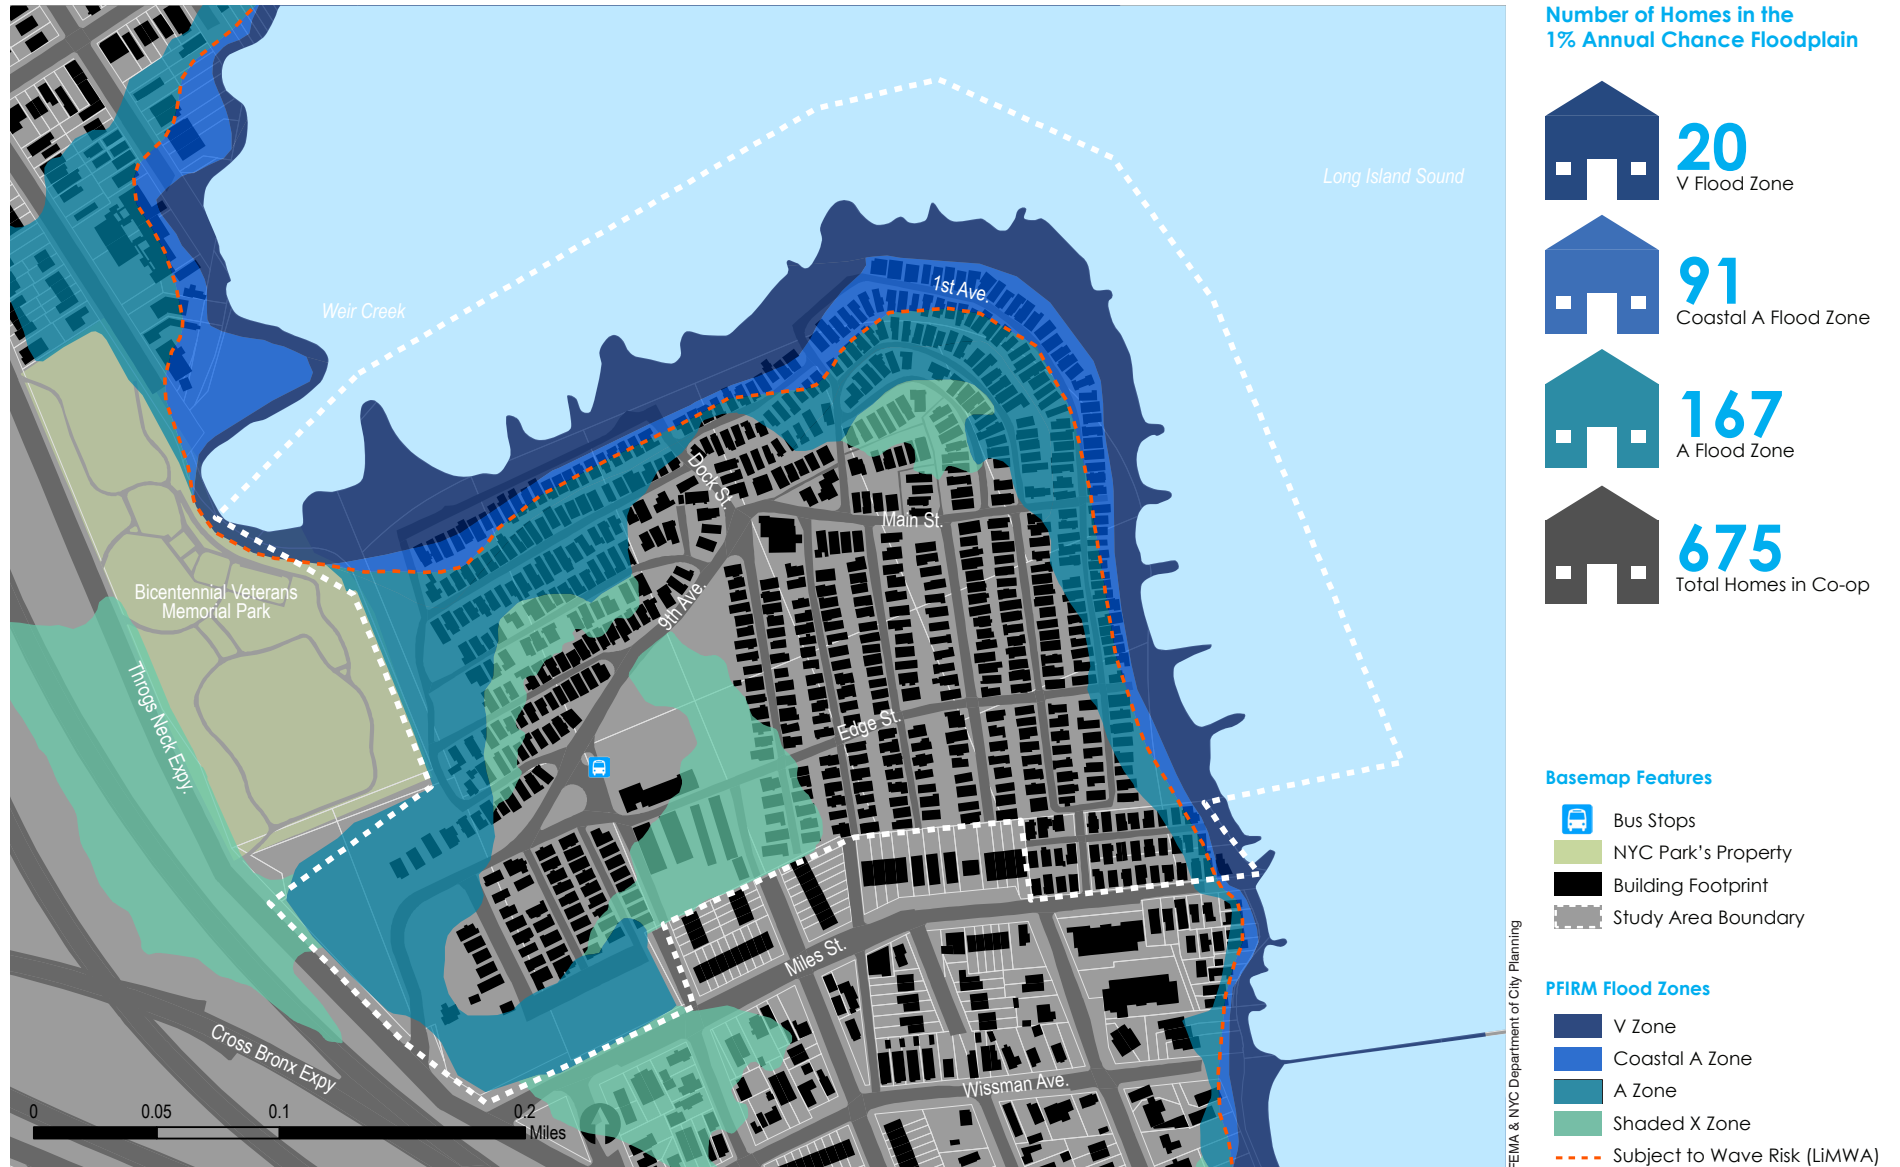 Number of Homes in the
1% Annual Chance Floodplain
20
V Flood Zone
91
Coastal A Flood Zone
167
A Flood Zone
675
Total Homes in Co-op
Basemap Features
Bus Stops
NYC Park's Property
Building Footprint
Study Area Boundary
PFIRM Flood Zones
V Zone
Coastal A Zone
A Zone
Shaded X Zone
Subject to Wave Risk (LiMWA)
Long Island Sound
Weir Creek
1st Ave.
Dock St.
Main St.
9th Ave.
Bicentennial Veterans
Memorial Park
Throgs Neck Expy.
Edge St.
Miles St.
Cross Bronx Expy
Wissman Ave.
0
0.05
0.1
0.2
Miles
FEMA & NYC Department of City Planning